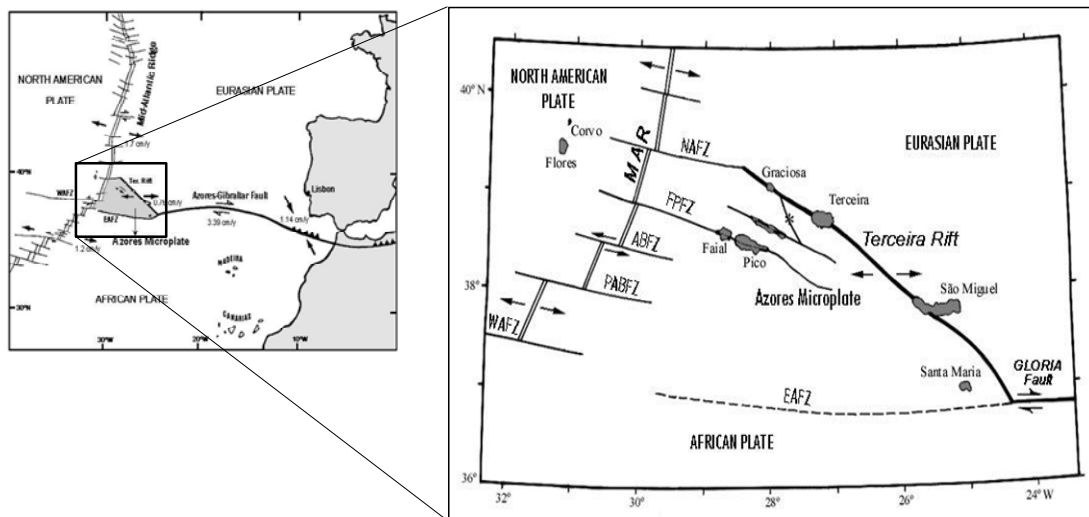 NORTH AMERICAN
PLATE
Mid-Atlantic Ridge
EURASIAN PLATE
1.7 cm/y
40°N
Ter. Rift
WAFZ
EAFZ
Azores-Gibraltar Fault
Lisbon
3.39 cm/y
1.14 cm/y
Azores Microplate
1.2 cm/y
MADEIRA
AFRICAN PLATE
30°N
CANARIAS
30°W
20°W
10°W
40°N
38°N
36°N
NORTH AMERICAN
PLATE
Corvo
Flores
MAR
NAFZ
EURASIAN PLATE
Graciosa
FPFZ
*
Terceira
Faial
Pico
ABFZ
Terceira Rift
PABFZ
Azores Microplate
São Miguel
WAFZ
Santa Maria
GLORIA
Fault
EAFZ
AFRICAN PLATE
32°
30°
28°
26°
24°W